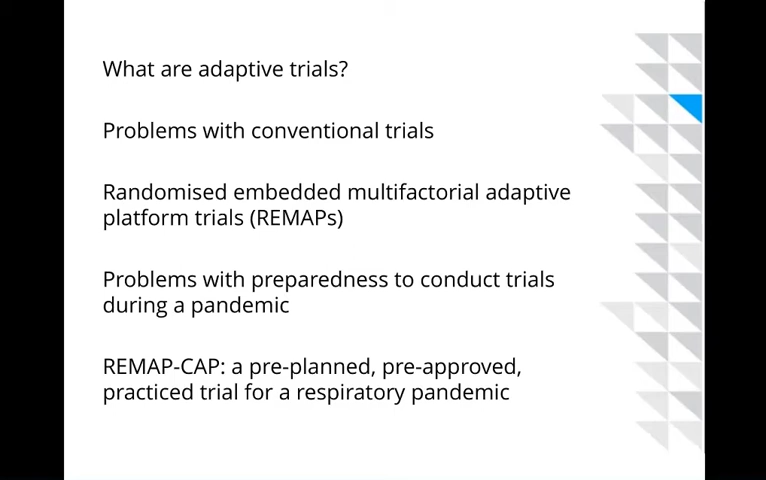 What are adaptive trials?
Problems with conventional trials
Randomised embedded multifactorial adaptive
platform trials (REMAPs)
Problems with preparedness to conduct trials
during a pandemic
REMAP-CAP: a pre-planned, pre-approved,
practiced trial for a respiratory pandemic